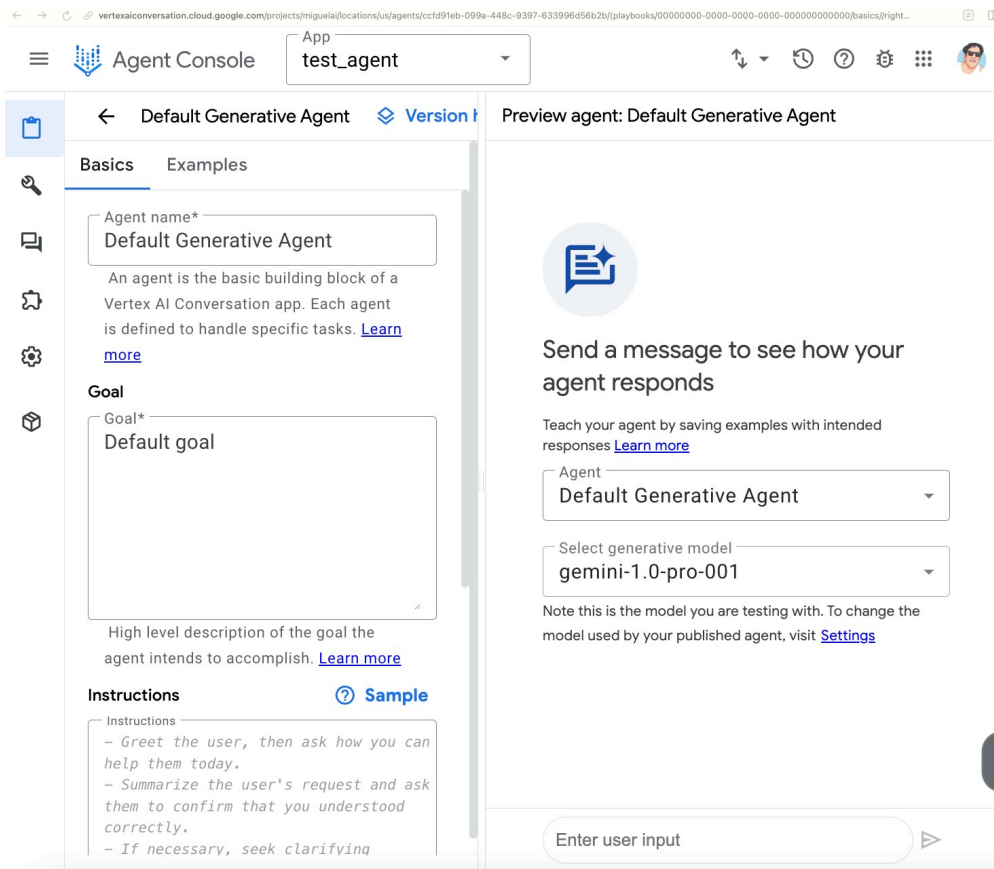 vertexaiconversation.cloud.google.com/projects/miguelai/locations/us/agents/ccfd91eb-099a-448c-9397-633996d56b2b/(playbooks/00000000-0000-0000-0000-000000000000/basics//right...
Agent Console
App
test_agent
Default Generative Agent
Version h
Basics
Examples
Agent name*
Default Generative Agent
An agent is the basic building block of a
Vertex AI Conversation app. Each agent
is defined to handle specific tasks. Learn
more
Goal
Goal*
Default goal
High level description of the goal the
agent intends to accomplish. Learn more
Instructions
Sample
Instructions
– Greet the user, then ask how you can
help them today.
– Summarize the user's request and ask
them to confirm that you understood
correctly.
– If necessary, seek clarifying
Preview agent: Default Generative Agent
Send a message to see how your
agent responds
Teach your agent by saving examples with intended
responses Learn more
Agent
Default Generative Agent
Select generative model
gemini-1.0-pro-001
Note this is the model you are testing with. To change the
model used by your published agent, visit Settings
Enter user input